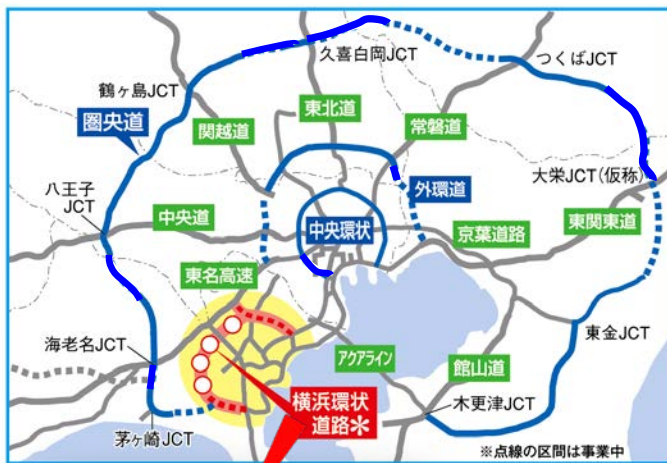 久喜白岡JCT
つくばJCT
鶴ヶ島JCT
東北道
圏央道
関越道
常磐道
大栄JCT(仮称)
八王子
JCT
外環道
中央道
中央環状
京葉道路
東関東道
東名高速
東金JCT
海老名JCT
アクアライン
館山道
横浜環状
道路＊
木更津JCT
茅ヶ崎JCT
※点線の区間は事業中